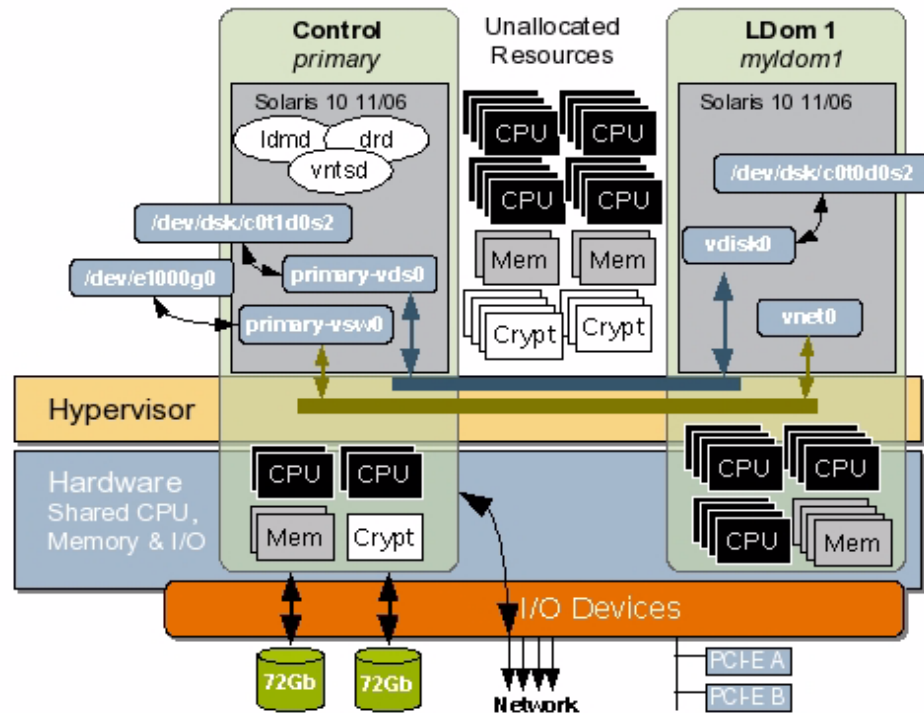 Control
primary
Unallocated
Resources
LDom 1
myldom1
Solaris 10 11/06
ldmd
drd
vntsd
/dev/dsk/c0t1d0s2
/dev/e1000g0
primary-vds0
primary-vsw0
CPU
CPU
CPU
CPU
Mem
Mem
Crypt
Crypt
Solaris 10 11/06
/dev/dsk/c0t0d0s2
vdisk0
vnet0
Hypervisor
Hardware
Shared CPU,
Memory & I/O
CPU
CPU
Mem
Crypt
CPU
CPU
CPU
Mem
I/O Devices
72Gb
72Gb
Network
PCI-E A
PCI-E B